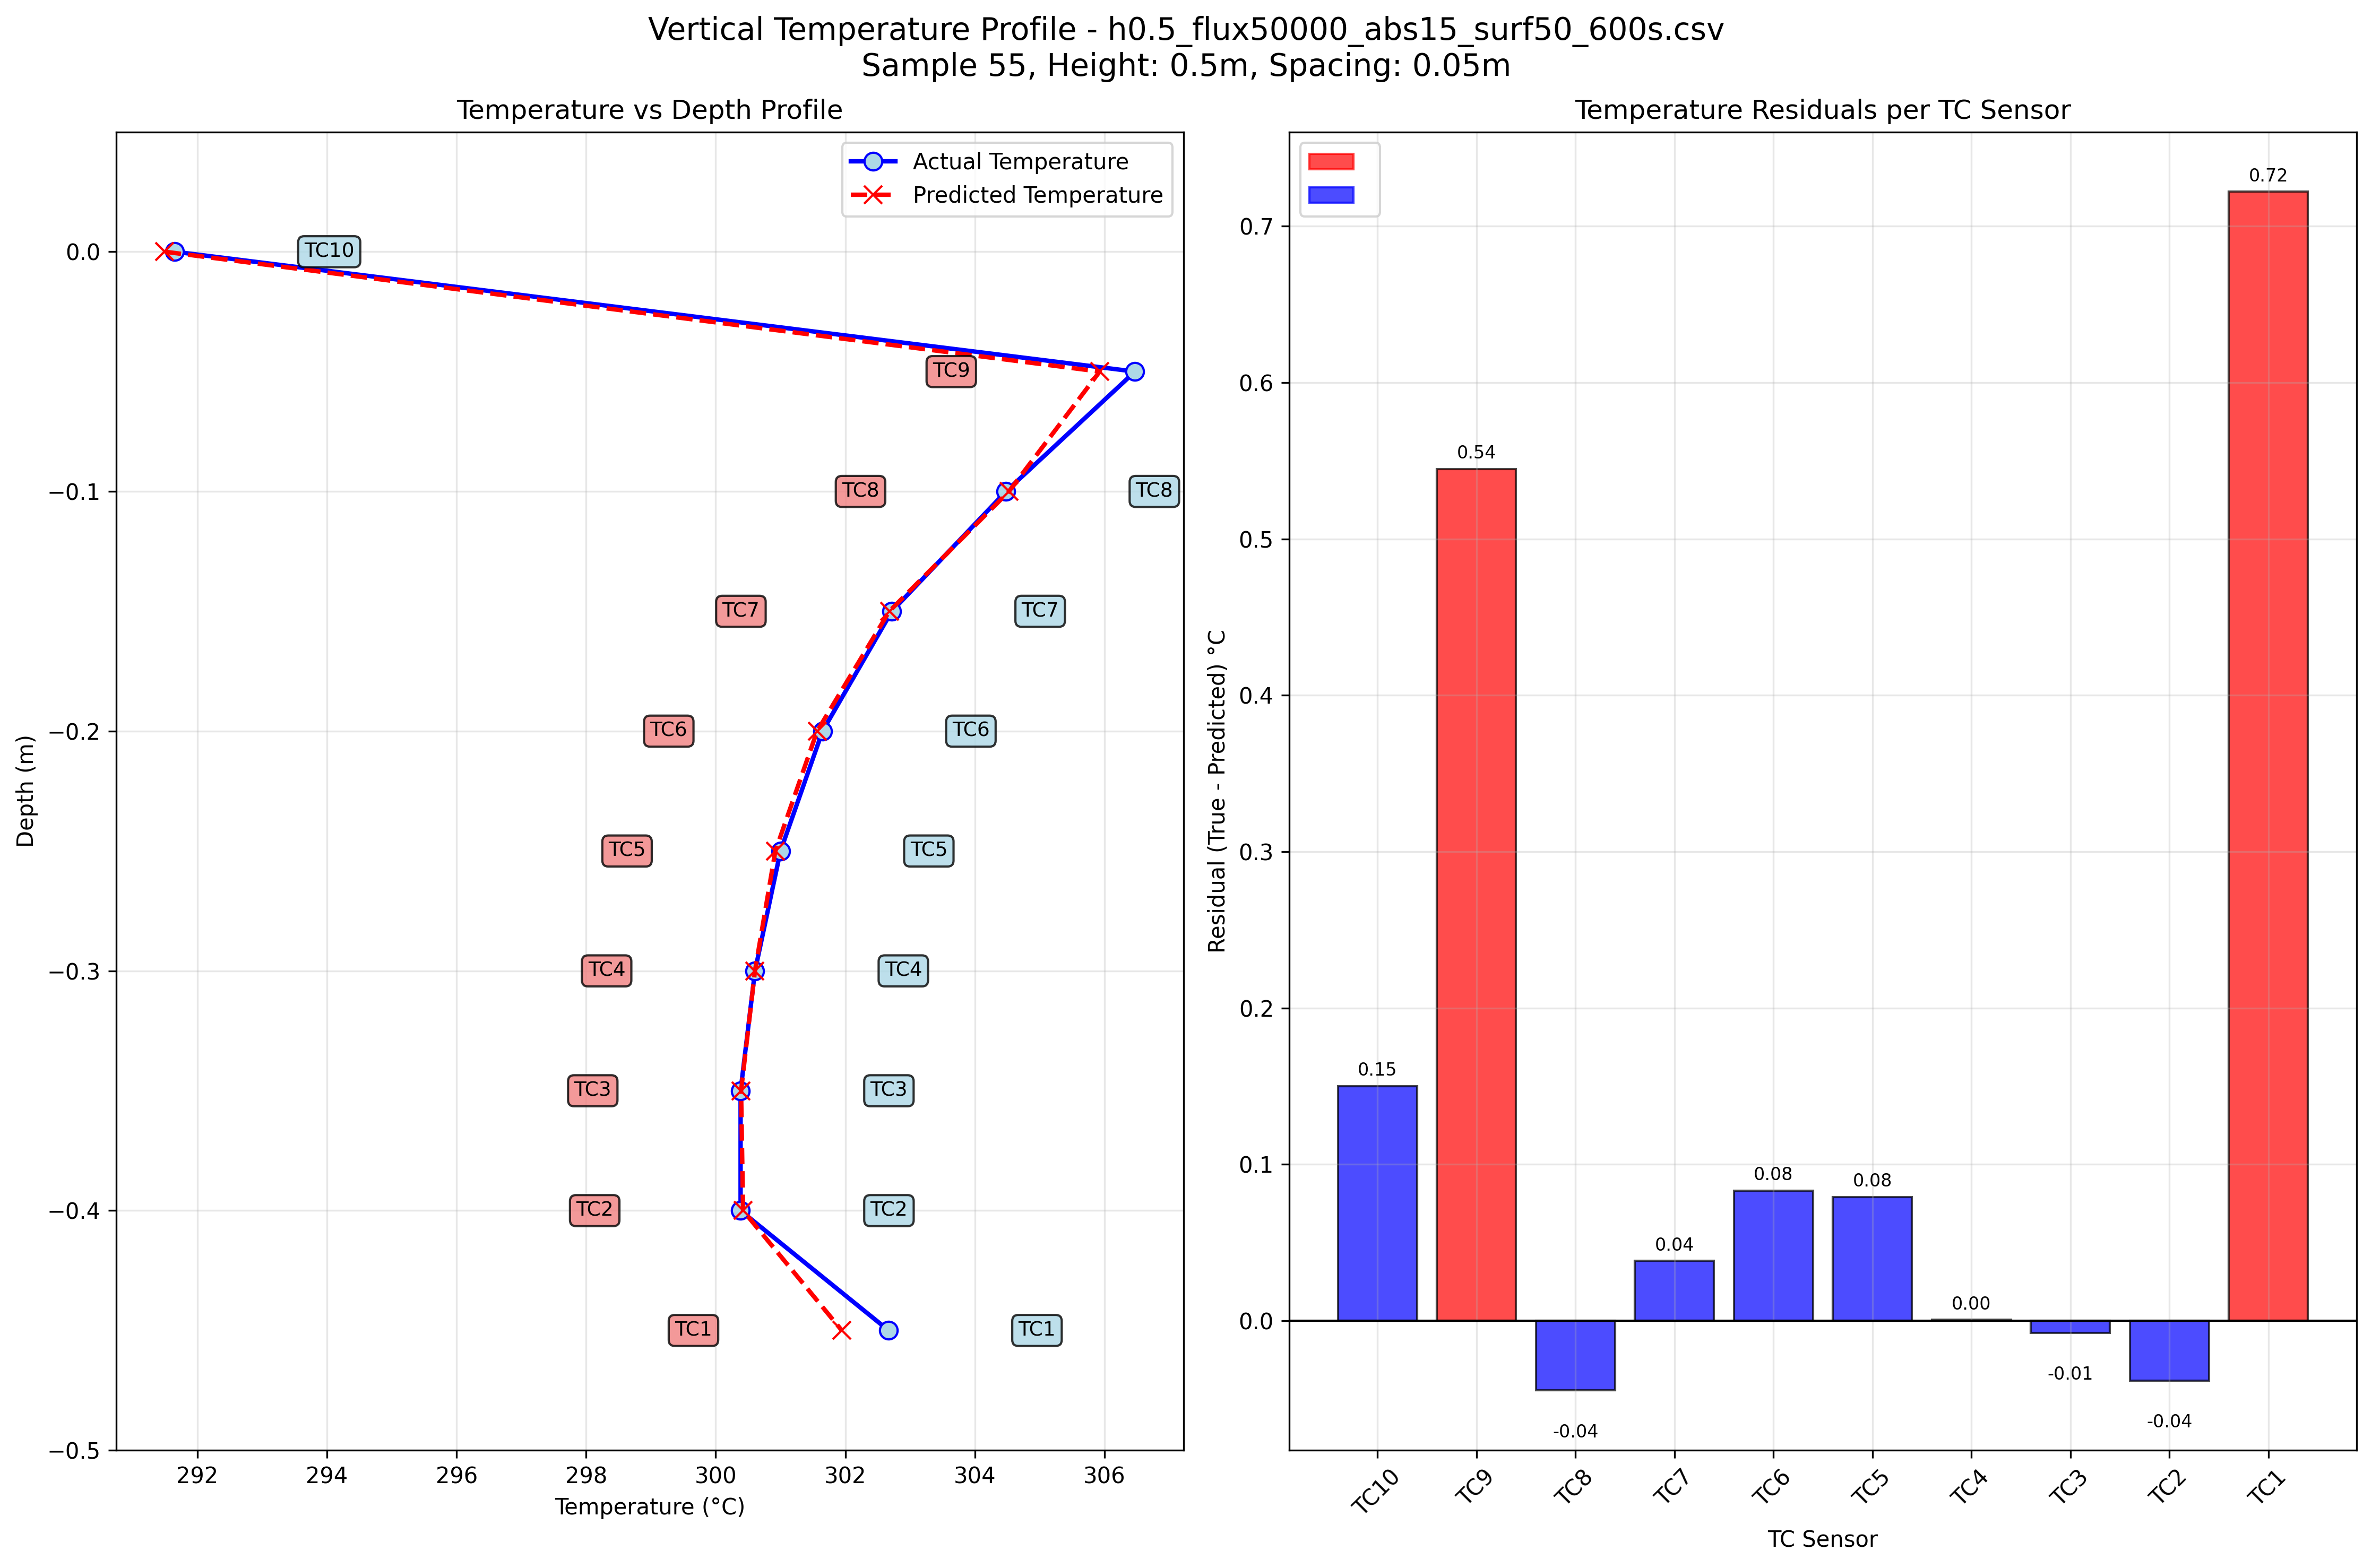 Vertical Temperature Profile - h0.5_flux50000_abs15_surf50_600s.csv
Sample 55, Height: 0.5m, Spacing: 0.05m
Temperature vs Depth Profile
Actual Temperature
Predicted Temperature
0.0
−0.1
−0.2
−0.3
−0.4
−0.5
Depth (m)
TC10
TC9
TC8 TC8
TC7 TC7
TC6 TC6
TC5 TC5
TC4 TC4
TC3 TC3
TC2 TC2
TC1 TC1
292 294 296 298 300 302 304 306
Temperature (°C)
Temperature Residuals per TC Sensor
0.7
0.6
0.5
0.4
0.3
0.2
0.1
0.0
Residual (True - Predicted) °C
0.15
0.54
-0.04
0.04
0.08
0.08
0.00
-0.01
-0.04
0.72
TC10 TC9 TC8 TC7 TC6 TC5 TC4 TC3 TC2 TC1
TC Sensor